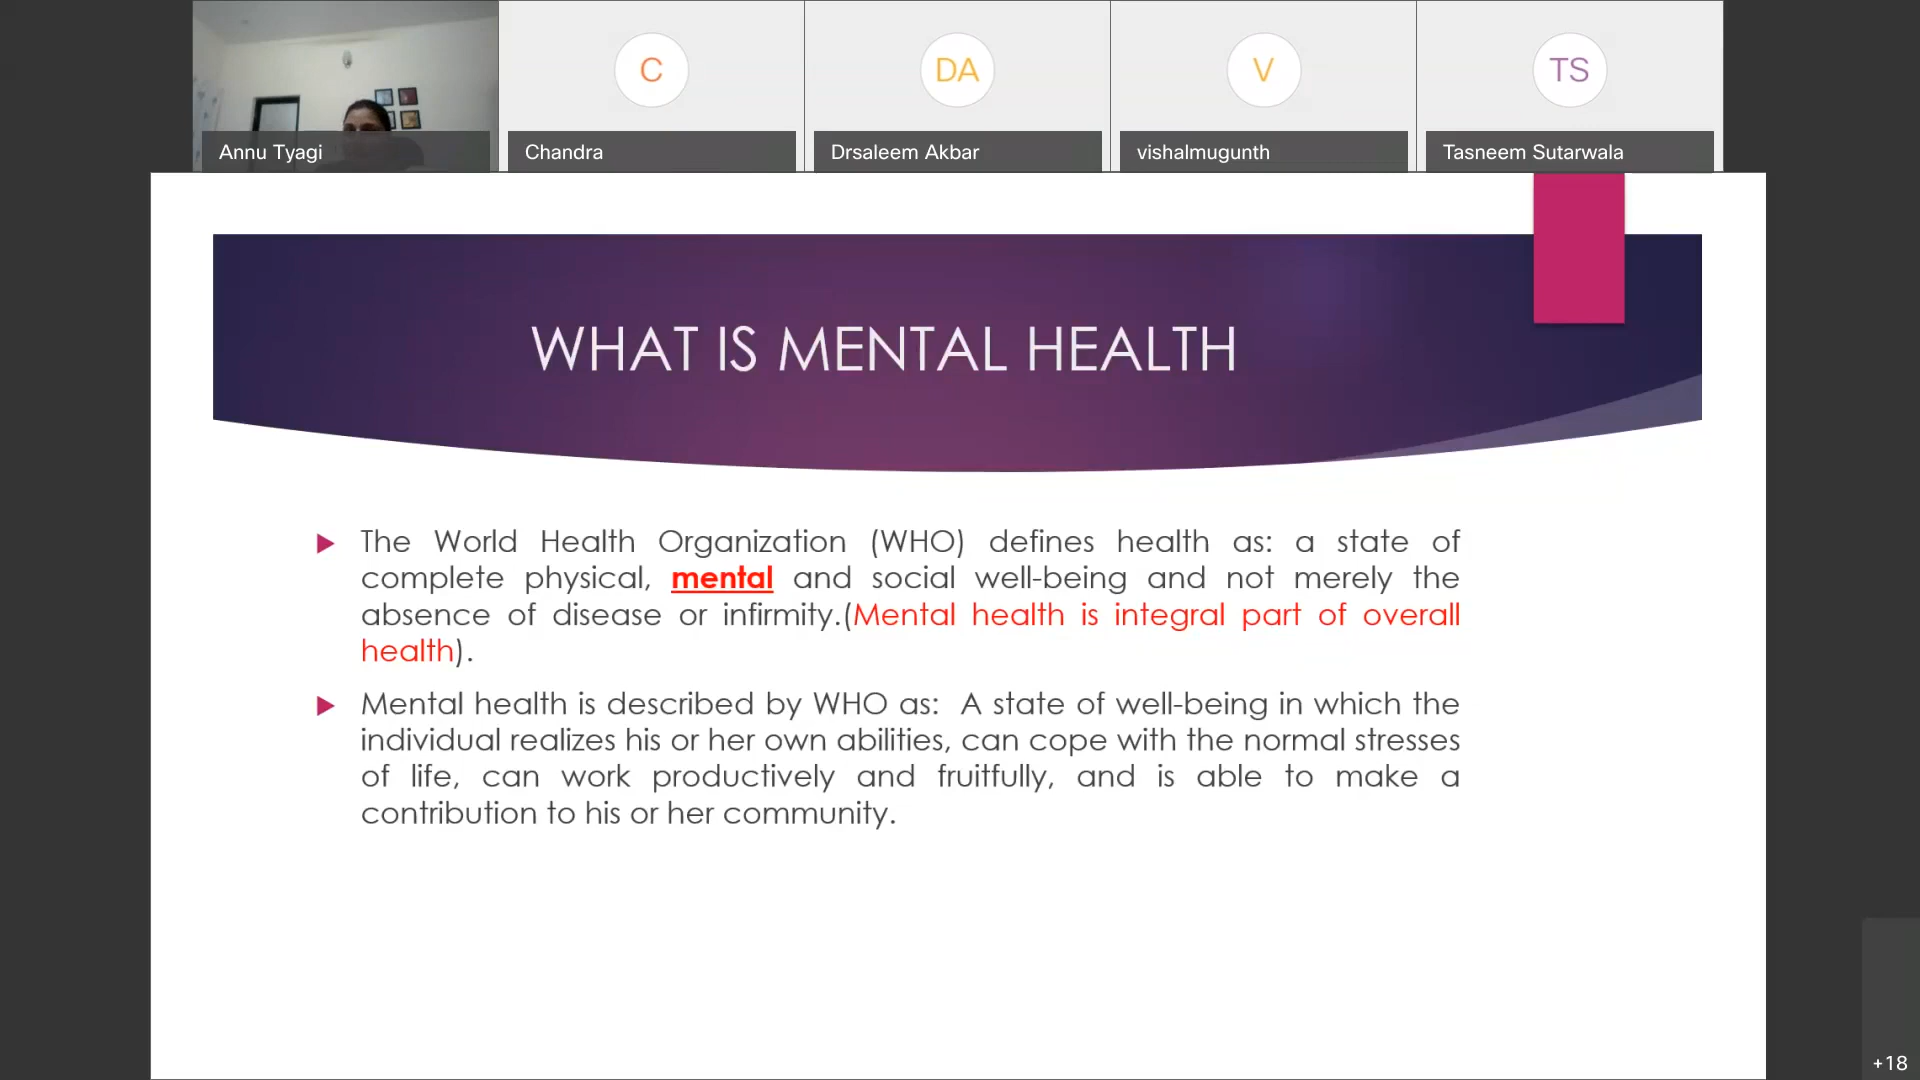 C
DA
V
TS
Annu Tyagi
Chandra
Drsaleem Akbar
vishalmugunth
Tasneem Sutarwala
WHAT IS MENTAL HEALTH
The World Health Organization (WHO) defines health as: a state of
complete physical, mental and social well-being and not merely the
absence of disease or infirmity.(Mental health is integral part of overall
health).
Mental health is described by WHO as: A state of well-being in which the
individual realizes his or her own abilities, can cope with the normal stresses
of life, can work productively and fruitfully, and is able to make a
contribution to his or her community.
+18